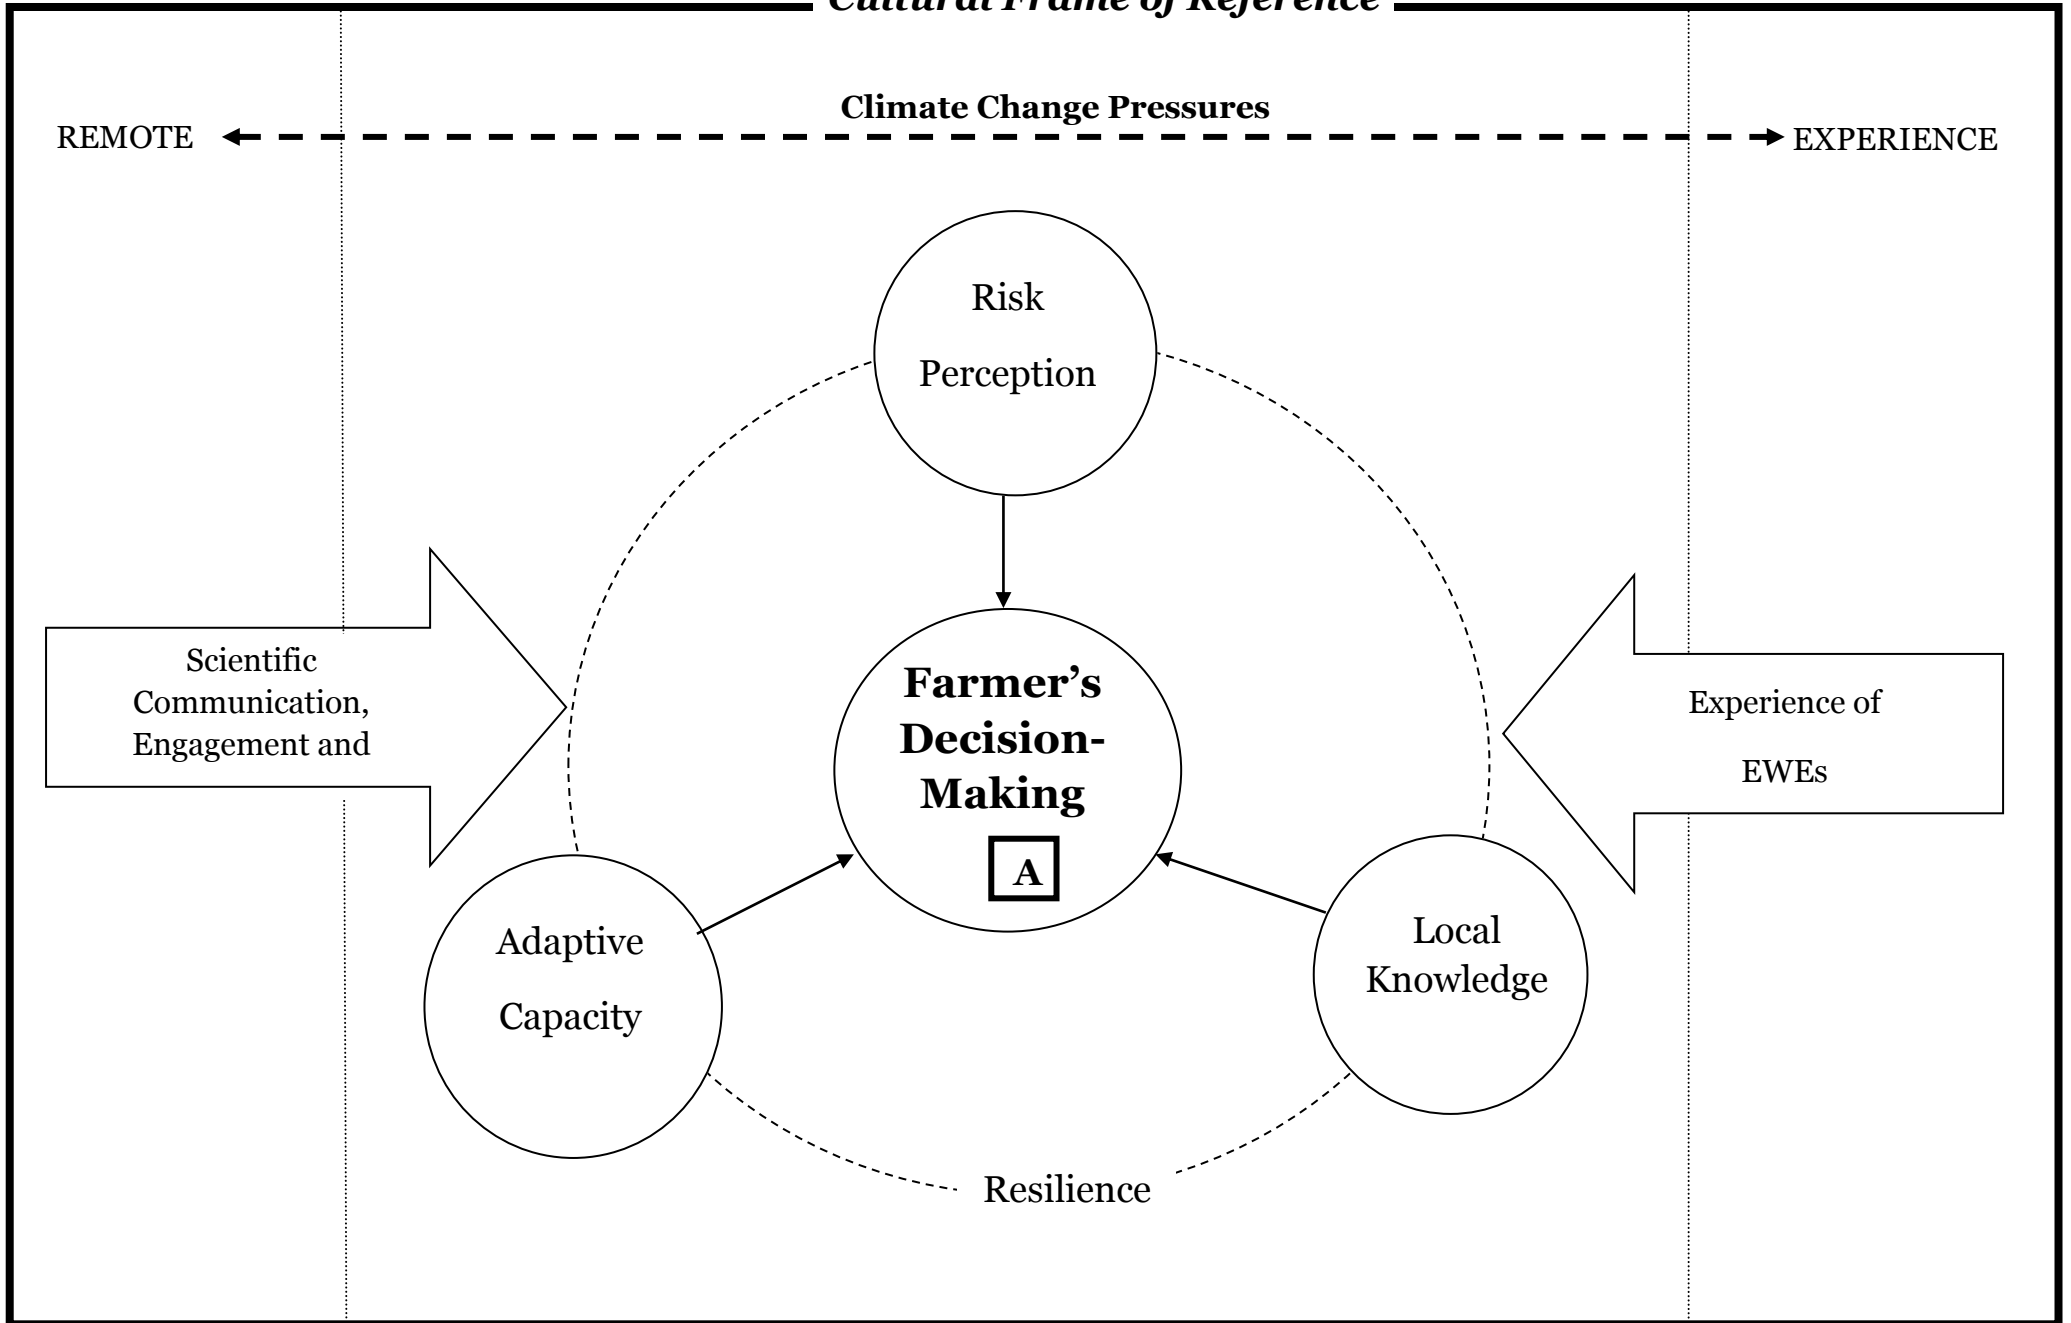 Cultural Frame of Reference
Climate Change Pressures
REMOTE
EXPERIENCE
Risk
Perception
Scientific
Communication,
Engagement and
Farmer’s
Decision-
Making
A
Experience of
EWEs
Adaptive
Capacity
Local
Knowledge
Resilience